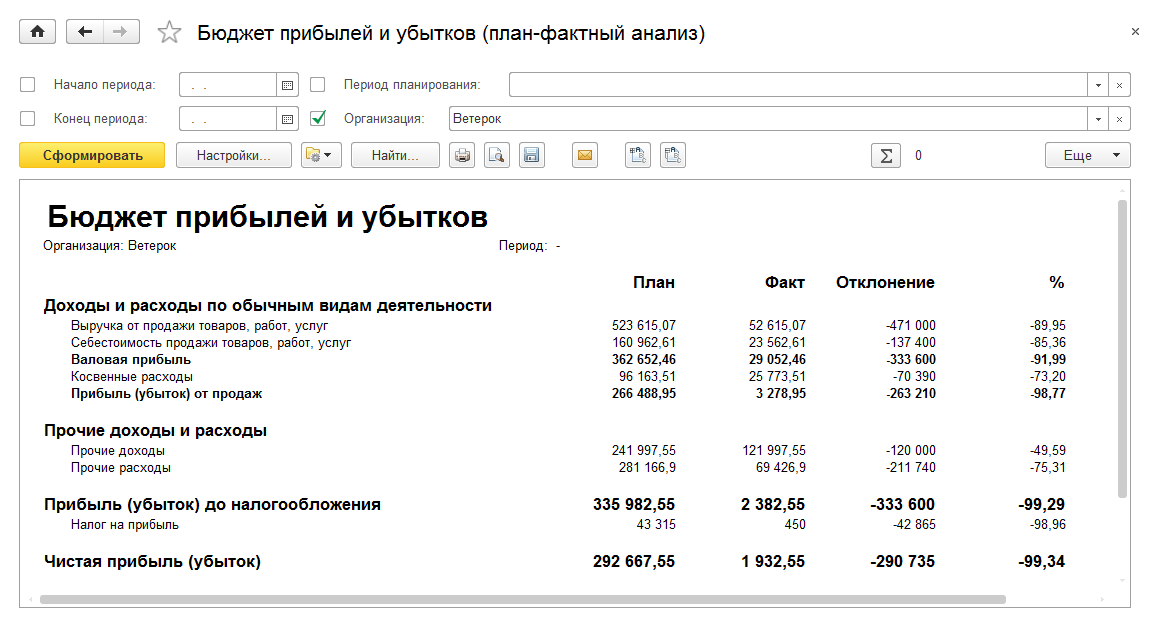 Бюджет прибылей и убытков (план-фактный анализ)
×
Начало периода: . . Период планирования: ×
Конец периода: . . Организация: Ветерок ×
Сформировать Настройки... Найти... Σ 0 Еще
Бюджет прибылей и убытков
Организация: Ветерок Период: -
План Факт Отклонение %
Доходы и расходы по обычным видам деятельности
Выручка от продажи товаров, работ, услуг 523 615,07 52 615,07 -471 000 -89,95
Себестоимость продажи товаров, работ, услуг 160 962,61 23 562,61 -137 400 -85,36
Валовая прибыль 362 652,46 29 052,46 -333 600 -91,99
Косвенные расходы 96 163,51 25 773,51 -70 390 -73,20
Прибыль (убыток) от продаж 266 488,95 3 278,95 -263 210 -98,77
Прочие доходы и расходы
Прочие доходы 241 997,55 121 997,55 -120 000 -49,59
Прочие расходы 281 166,9 69 426,9 -211 740 -75,31
Прибыль (убыток) до налогообложения 335 982,55 2 382,55 -333 600 -99,29
Налог на прибыль 43 315 450 -42 865 -98,96
Чистая прибыль (убыток) 292 667,55 1 932,55 -290 735 -99,34